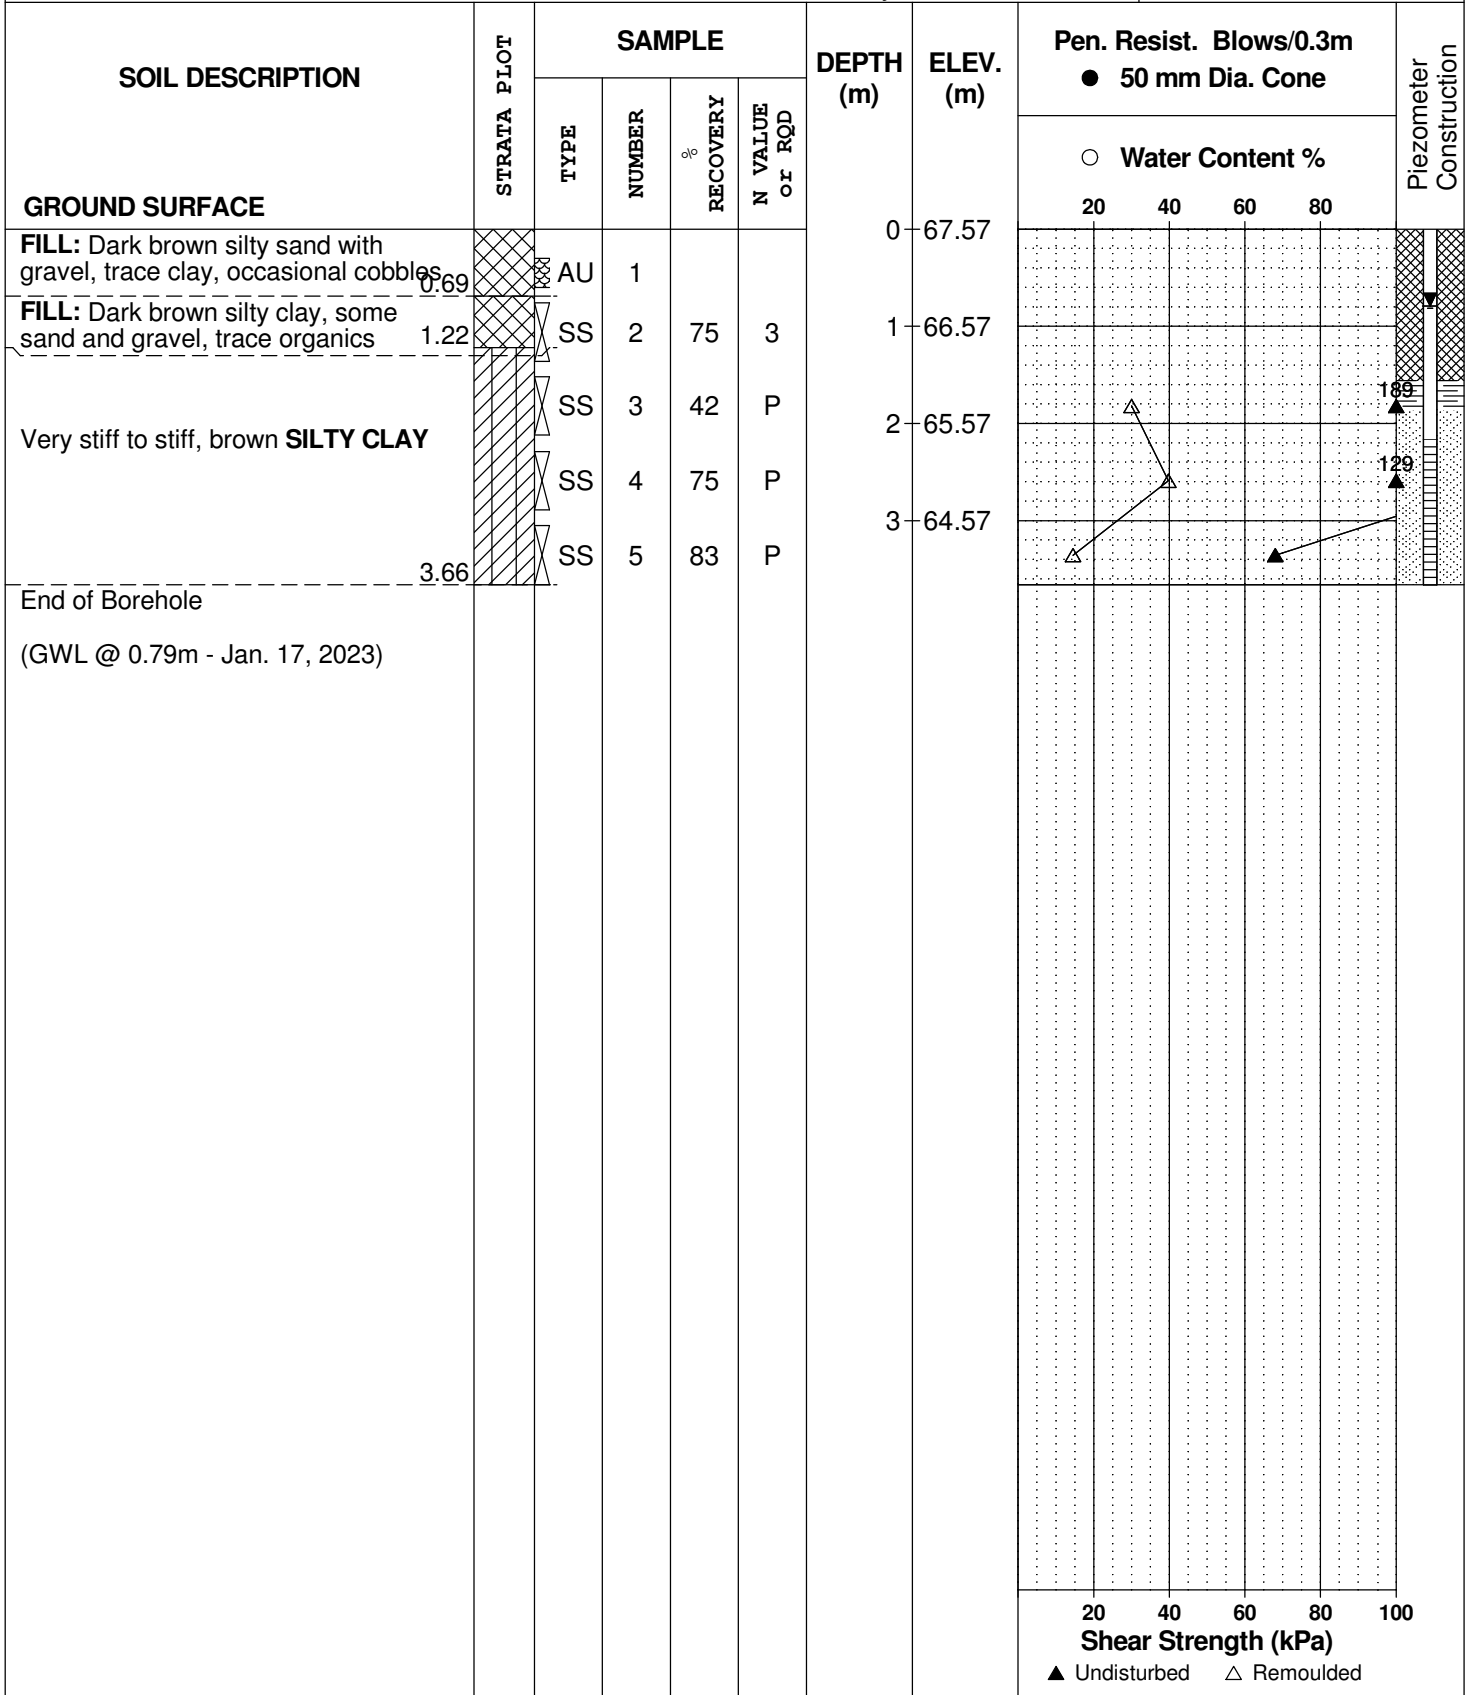 SOIL DESCRIPTION
GROUND SURFACE
STRATA PLOT
SAMPLE
TYPE
NUMBER
%
RECOVERY
N VALUE
or RQD
DEPTH
(m)
ELEV.
(m)
Pen. Resist. Blows/0.3m
● 50 mm Dia. Cone
○ Water Content %
20 40 60 80
Piezometer
Construction
FILL: Dark brown silty sand with
gravel, trace clay, occasional cobbles
0.69
FILL: Dark brown silty clay, some
sand and gravel, trace organics 1.22
Very stiff to stiff, brown SILTY CLAY
3.66
End of Borehole
(GWL @ 0.79m - Jan. 17, 2023)
AU 1
SS 2 75 3
SS 3 42 P
SS 4 75 P
SS 5 83 P
0 67.57
1 66.57
2 65.57
3 64.57
189
129
20 40 60 80 100
Shear Strength (kPa)
▲ Undisturbed △ Remoulded